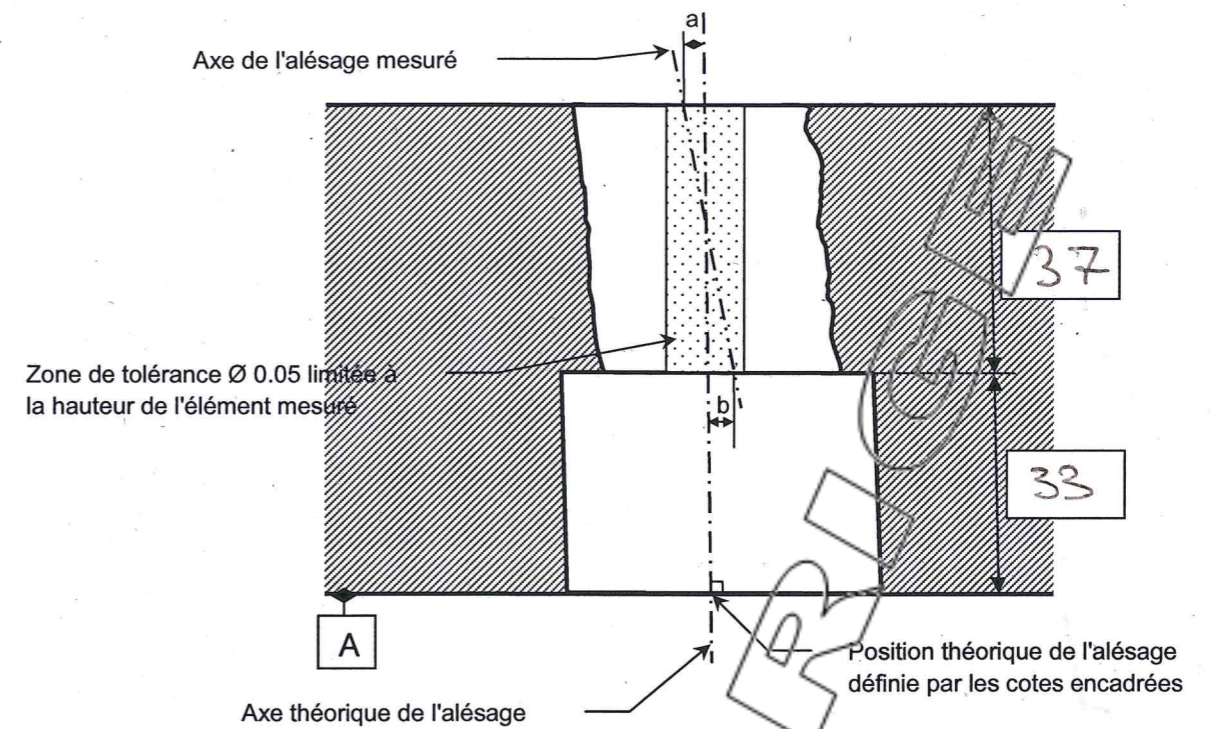 a
Axe de l'alésage mesuré
37
Zone de tolérance Ø 0.05 limitée à
la hauteur de l'élément mesuré
b
33
A
Position théorique de l'alésage
définie par les cotes encadrées
Axe théorique de l'alésage
CORRIGE